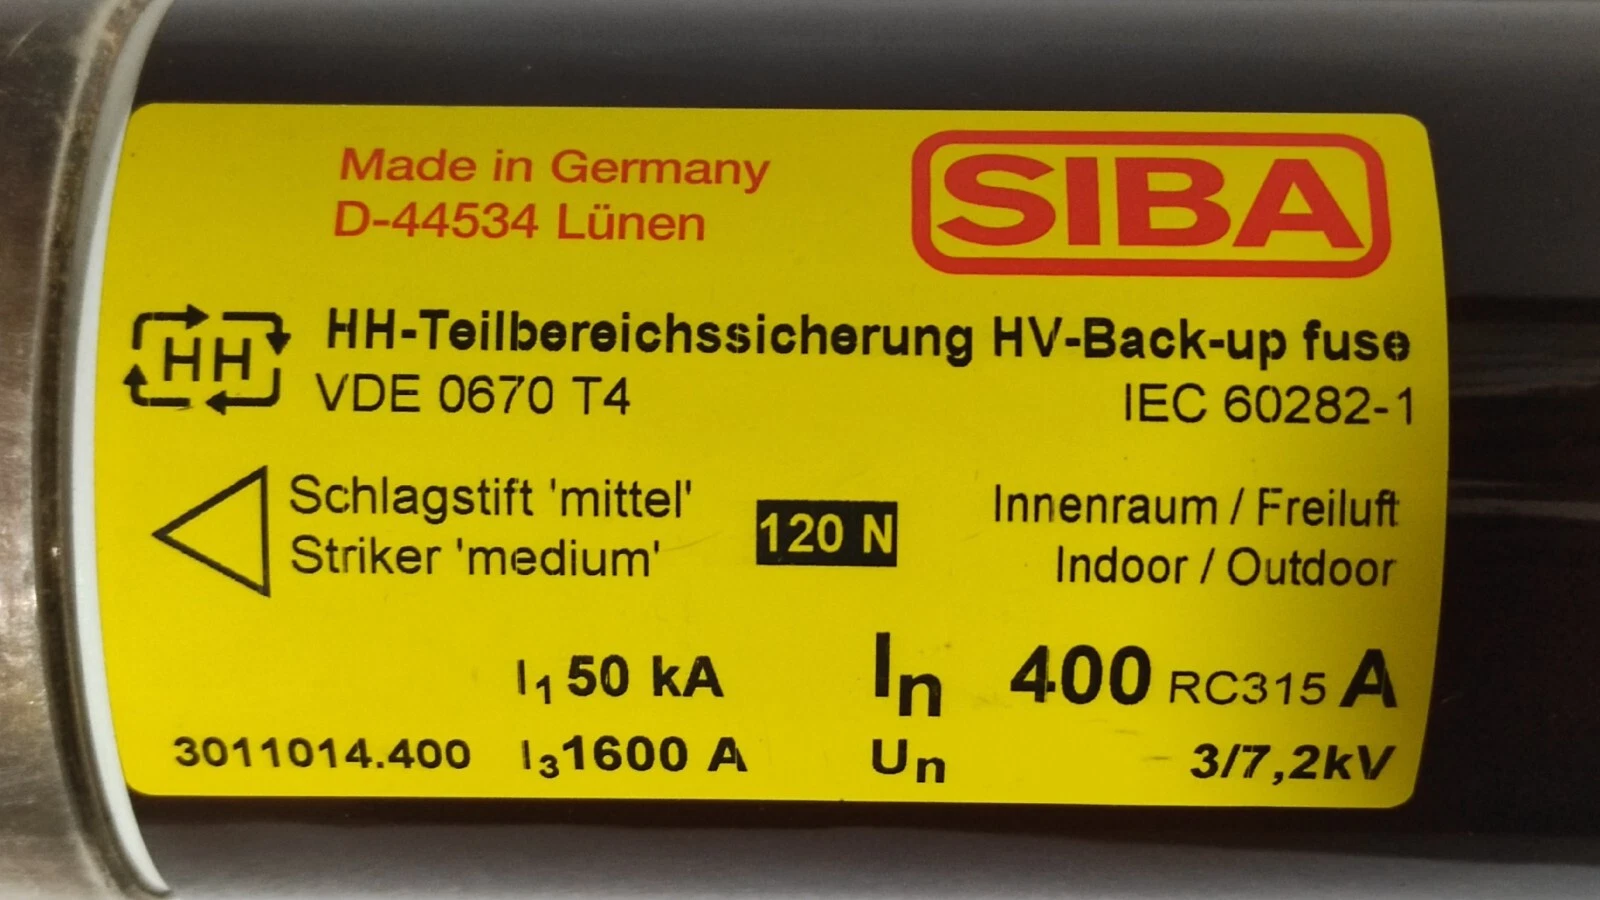 Made in Germany
D-44534 Lünen
SIBA
HH
HH-Teilbereichssicherung HV-Back-up fuse
VDE 0670 T4
IEC 60282-1
Schlagstift 'mittel'
Striker 'medium'
120 N
Innenraum / Freiluft
Indoor / Outdoor
I1 50 kA
In 400 RC315 A
3011014.400 I3 1600 A
Un 3/7,2kV